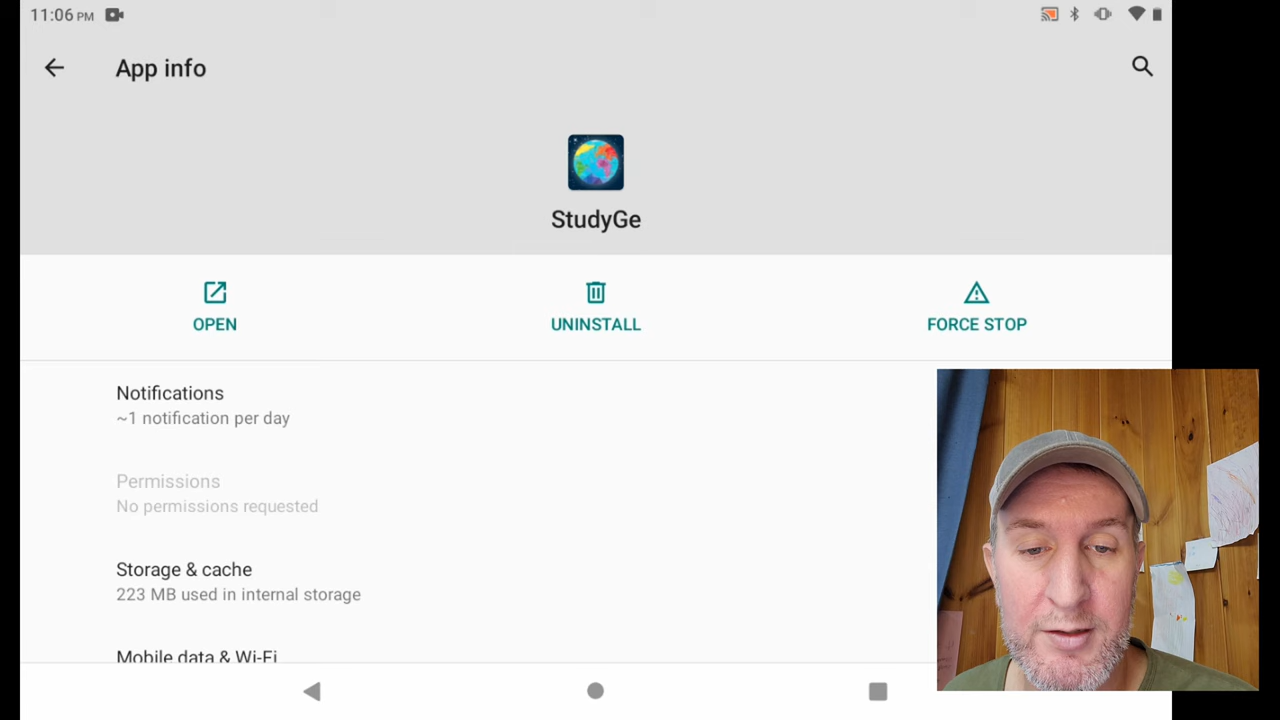 11:06 PM
App info
StudyGe
OPEN
UNINSTALL
FORCE STOP
Notifications
~1 notification per day
Permissions
No permissions requested
Storage & cache
223 MB used in internal storage
Mobile data & Wi-Fi